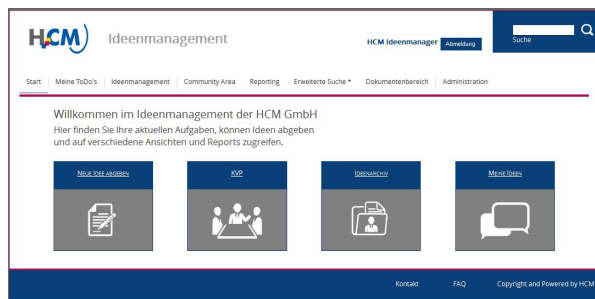 HCM Ideenmanagement
HCM Ideenmanager Abmeldung
Suche
Start Meine ToDo's Ideenmanagement Community Area Reporting Erweiterte Suche * Dokumentenbereich Administration
Willkommen im Ideenmanagement der HCM GmbH
Hier finden Sie Ihre aktuellen Aufgaben, können Ideen abgeben
und auf verschiedene Ansichten und Reports zugreifen.
NEUE IDEE ABGEBEN KVP IDEENARCHIV MEINE IDEEN
Kontakt FAQ Copyright and Powered by HCM